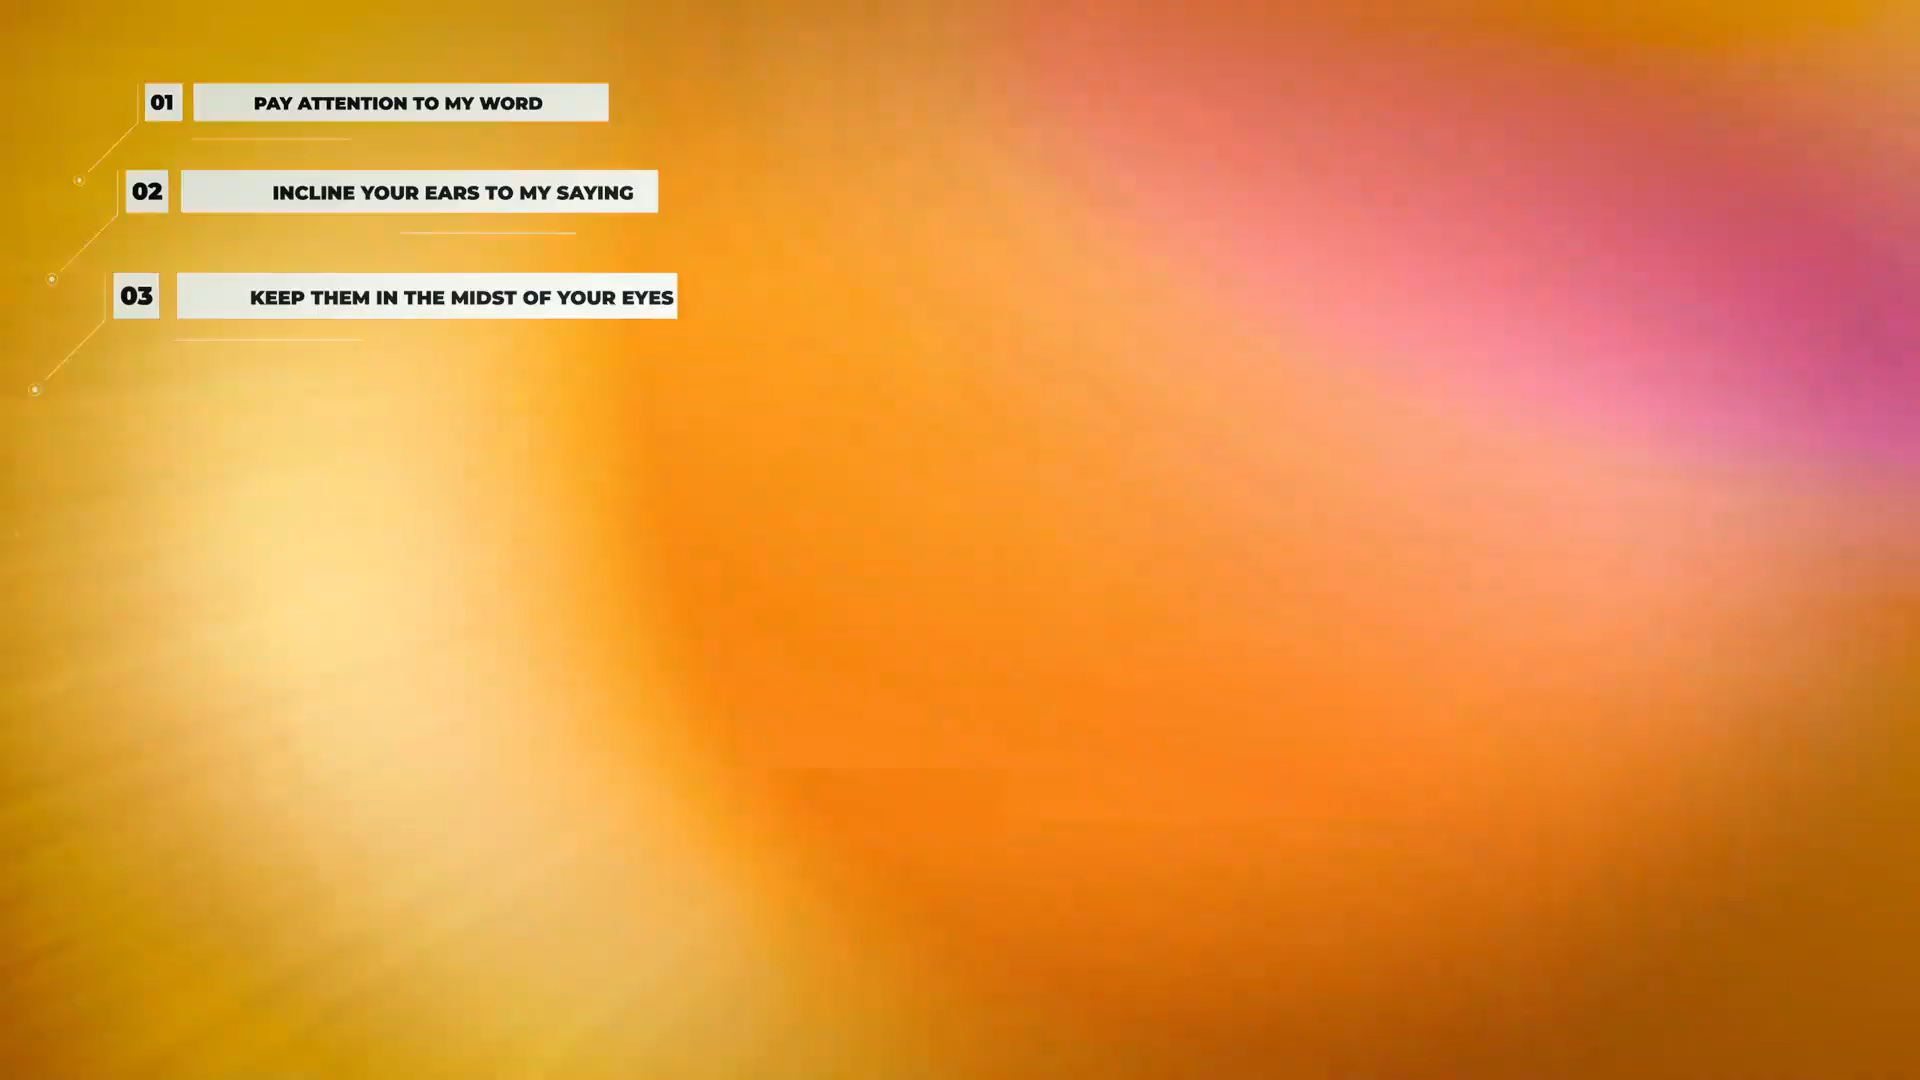 01 PAY ATTENTION TO MY WORD
02 INCLINE YOUR EARS TO MY SAYING
03 KEEP THEM IN THE MIDST OF YOUR EYES